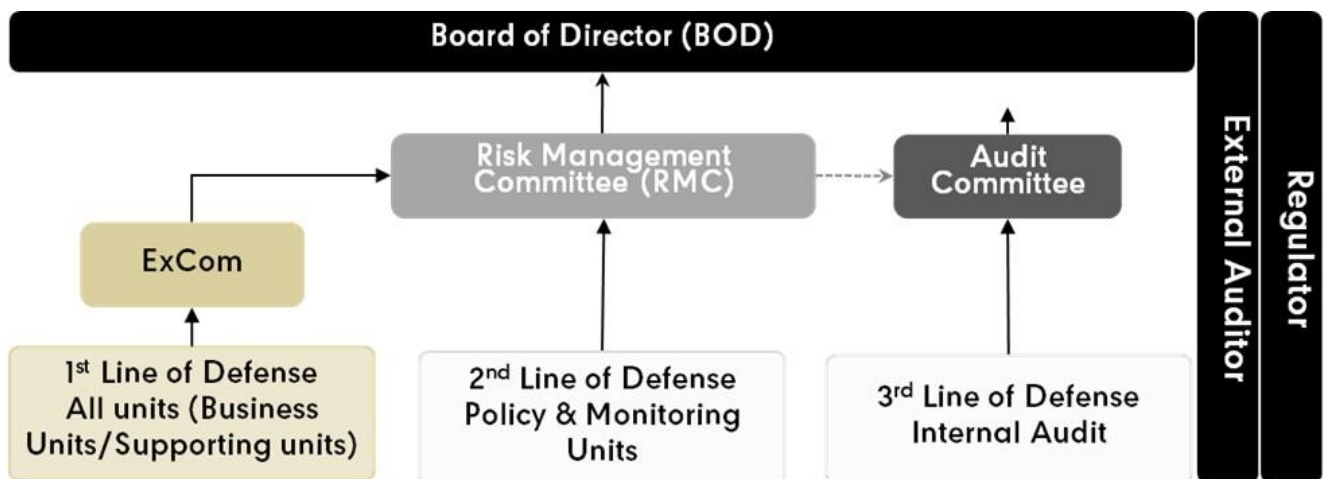 Board of Director (BOD)
Risk Management
Committee (RMC)
Audit
Committee
ExCom
1st Line of Defense
All units (Business
Units/Supporting units)
2nd Line of Defense
Policy & Monitoring
Units
3rd Line of Defense
Internal Audit
External Auditor
Regulator